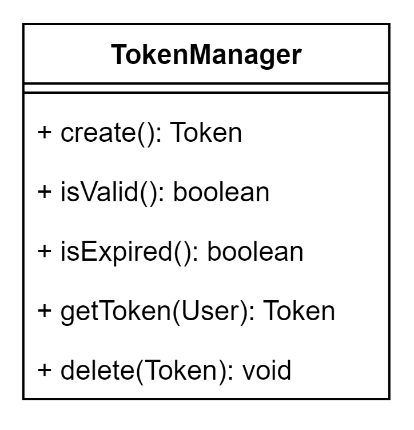 TokenManager
+ create(): Token
+ isValid(): boolean
+ isExpired(): boolean
+ getToken(User): Token
+ delete(Token): void